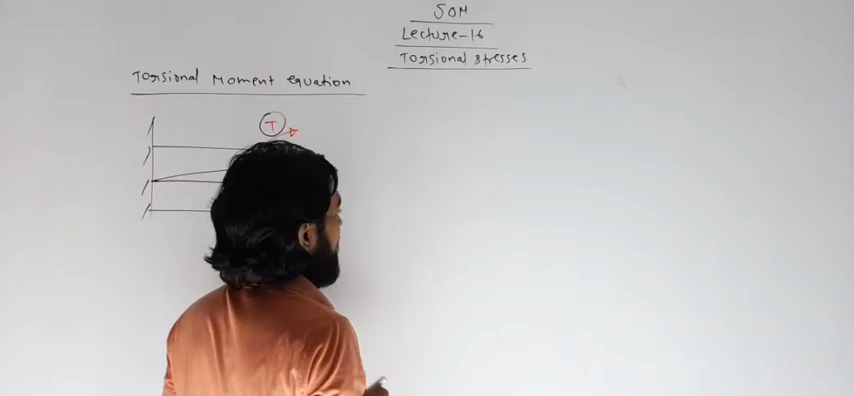 SOM
Lecture-16
Torsional stresses
Torsional Moment equation
T